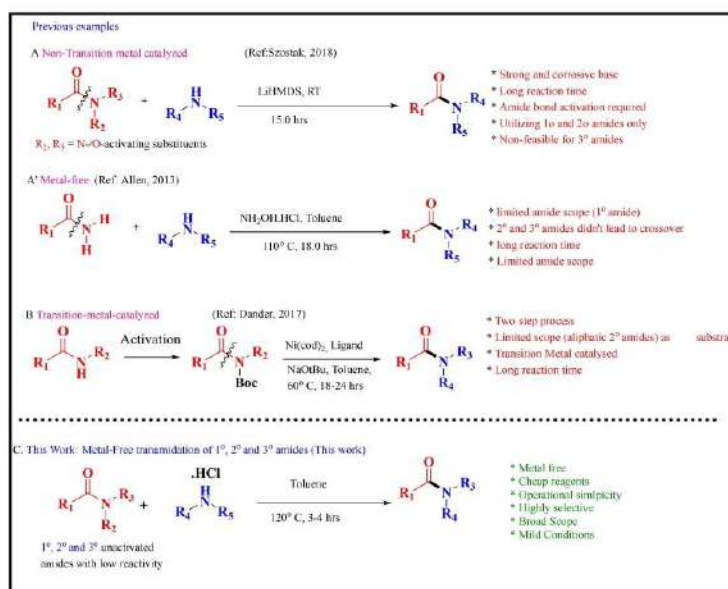 Previous examples
A Non-Transition metal catalyzed (Ref:Szostak, 2018)
O
R1 N R3
R2
+
H
N
R4 R5
LiHMDS, RT
15.0 hrs
O
R1 N R4
R5
R2, R3 = N-/O-activating substituents
* Strong and corrosive base
* Long reaction time
* Amide bond activation required
* Utilizing 1o and 2o amides only
* Non-feasible for 3° amides
A' Metal-free (Ref: Allen, 2013)
O
R1 N H
H
+
H
N
R4 R5
NH2OH.HCl, Toluene
110° C, 18.0 hrs
O
R1 N R4
R5
+ limited amide scope (1° amide)
+ 2° and 3° amides didn't lead to crossover
+ long reaction time
+ Limited amide scope
B Transition-metal-catalyzed (Ref: Dander, 2017)
O
R1 N R2
H
Activation
O
R1 N R2
Boc
Ni(cod)2, Ligand
NaOtBu, Toluene,
60° C, 18-24 hrs
O
R1 N R3
R4
* Two step process
* Limited scope (aliphatic 2° amides) as substra
* Transition Metal catalysed
* Long reaction time
C. This Work: Metal-Free tranamidation of 1°, 2° and 3° amides (This work)
O
R1 N R3
R2
+
.HCl
H
N
R4 R5
Toluene
120° C, 3-4 hrs
O
R1 N R3
R4
1°, 2° and 3° unactivated
amides with low reactivity
* Metal free
* Cheap reagents
* Operational simlpicity
* Highly selective
* Broad Scope
* Mild Conditions